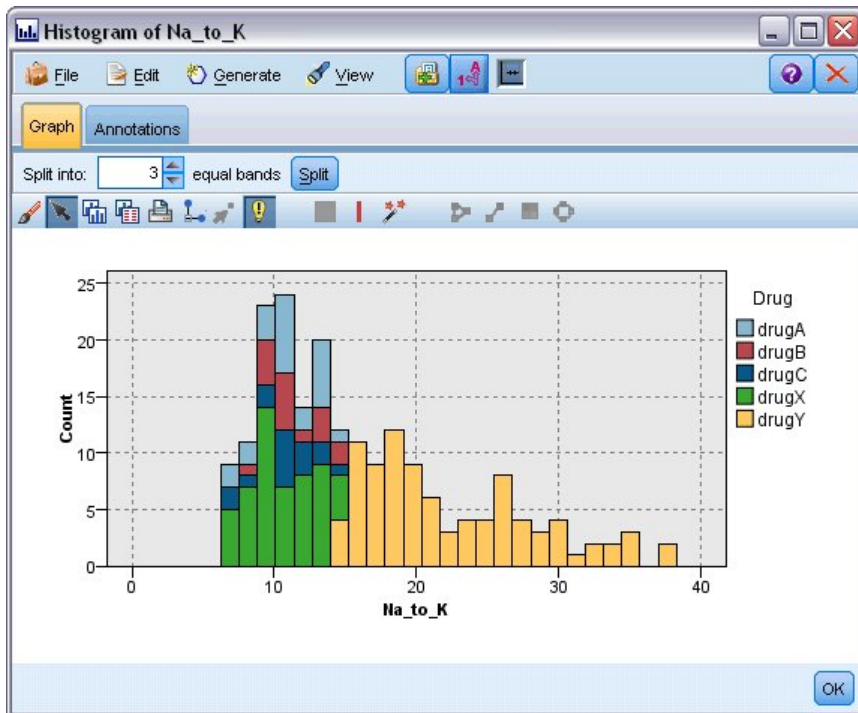 Histogram of Na_to_K
File Edit Generate View
Graph Annotations
Split into: 3 equal bands Split
25
20
15
10
5
0
Count
0 10 20 30 40
Na_to_K
Drug
drugA
drugB
drugC
drugX
drugY
OK